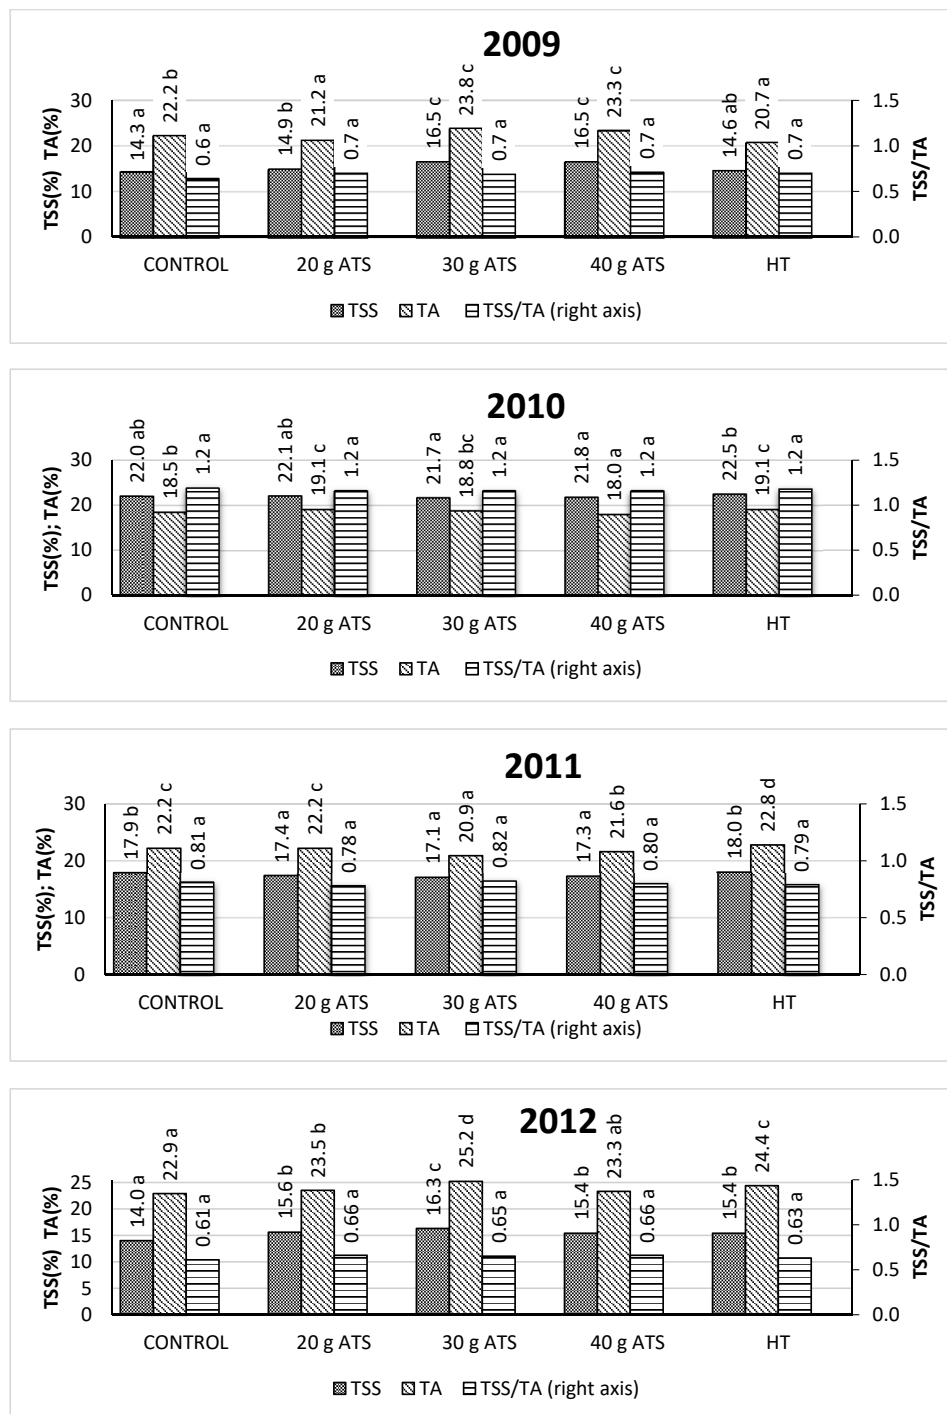 2009
14.3 a 22.2 b 0.6 a 14.9 b 21.2 a 0.7 a 16.5 c 23.8 c 0.7 a 16.5 c 23.3 c 0.7 a 14.6 ab 20.7 a 0.7 a
TSS(%) TA(%)
30
20
10
0
1.5
1.0
0.5
0.0
TSS/TA
CONTROL 20 g ATS 30 g ATS 40 g ATS HT
TSS TA TSS/TA (right axis)
2010
22.0 ab 18.5 b 1.2 a 22.1 ab 19.1 c 1.2 a 21.7 a 18.8 bc 1.2 a 21.8 a 18.0 a 1.2 a 22.5 b 19.1 c 1.2 a
TSS(%); TA(%)
30
20
10
0
1.5
1.0
0.5
0.0
TSS/TA
CONTROL 20 g ATS 30 g ATS 40 g ATS HT
TSS TA TSS/TA (right axis)
2011
17.9 b 22.2 c 0.81 a 17.4 a 22.2 c 0.78 a 17.1 a 20.9 a 0.82 a 17.3 a 21.6 b 0.80 a 18.0 b 22.8 d 0.79 a
TSS(%); TA(%)
30
20
10
0
1.5
1.0
0.5
0.0
TSS/TA
CONTROL 20 g ATS 30 g ATS 40 g ATS HT
TSS TA TSS/TA (right axis)
2012
14.0 a 22.9 a 0.61 a 15.6 b 23.5 b 0.66 a 16.3 c 25.2 d 0.65 a 15.4 b 23.3 ab 0.66 a 15.4 b 24.4 c 0.63 a
TSS(%) TA(%)
25
20
15
10
5
0
1.5
1.0
0.5
0.0
TSS/TA
CONTROL 20 g ATS 30 g ATS 40 g ATS HT
TSS TA TSS/TA (right axis)